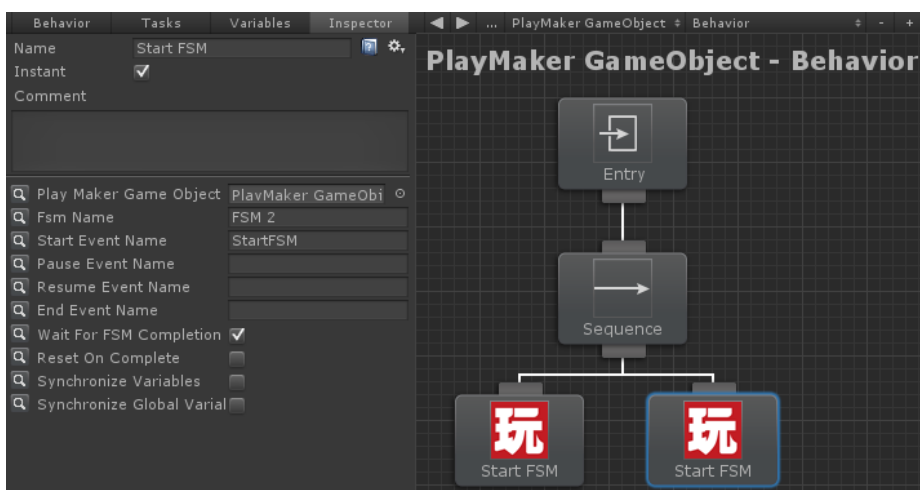 Behavior Tasks Variables Inspector
Name Start FSM
Instant
Comment
Play Maker Game Object PlayMaker GameObj
Fsm Name FSM 2
Start Event Name StartFSM
Pause Event Name
Resume Event Name
End Event Name
Wait For FSM Completion
Reset On Complete
Synchronize Variables
Synchronize Global Varial
... PlayMaker GameObject Behavior - +
PlayMaker GameObject - Behavior
Entry
Sequence
玩 玩
Start FSM Start FSM